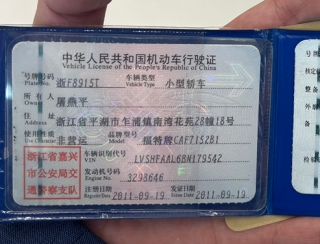 中华人民共和国机动车行驶证
Vehicle License of the People's Republic of China
号牌号码 浙F8915T 车辆类型 小型轿车
Plate No. Vehicle Type
所有人 屠燕平
Owner
住址 浙江省平湖市乍浦镇南湾花苑28幢18号
Address
使用性质 非营运 品牌型号 福特牌CAF7152B1
Use Character Model
浙江省嘉兴
市公安局交
通警察支队
车辆识别代号 LVSHFAAL6BN179542
VIN
发动机号码 3298646
Engine No.
注册日期 2011-09-19 发证日期 2011-09-19
Register Date Issue Date